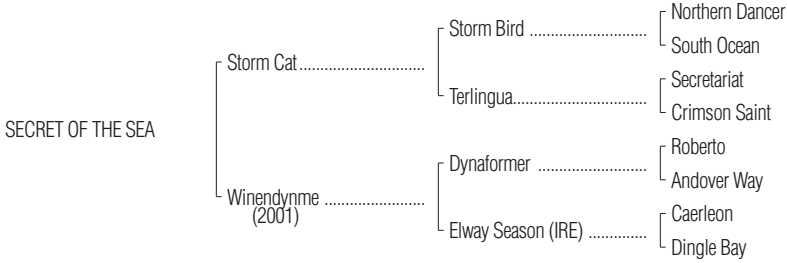 Northern Dancer
Storm Bird ............................
South Ocean
Storm Cat..............................
Secretariat
Terlingua................................
Crimson Saint
SECRET OF THE SEA
Roberto
Dynaformer ..........................
Andover Way
Winendynme ........................
(2001)
Caerleon
Elway Season (IRE) ..............
Dingle Bay